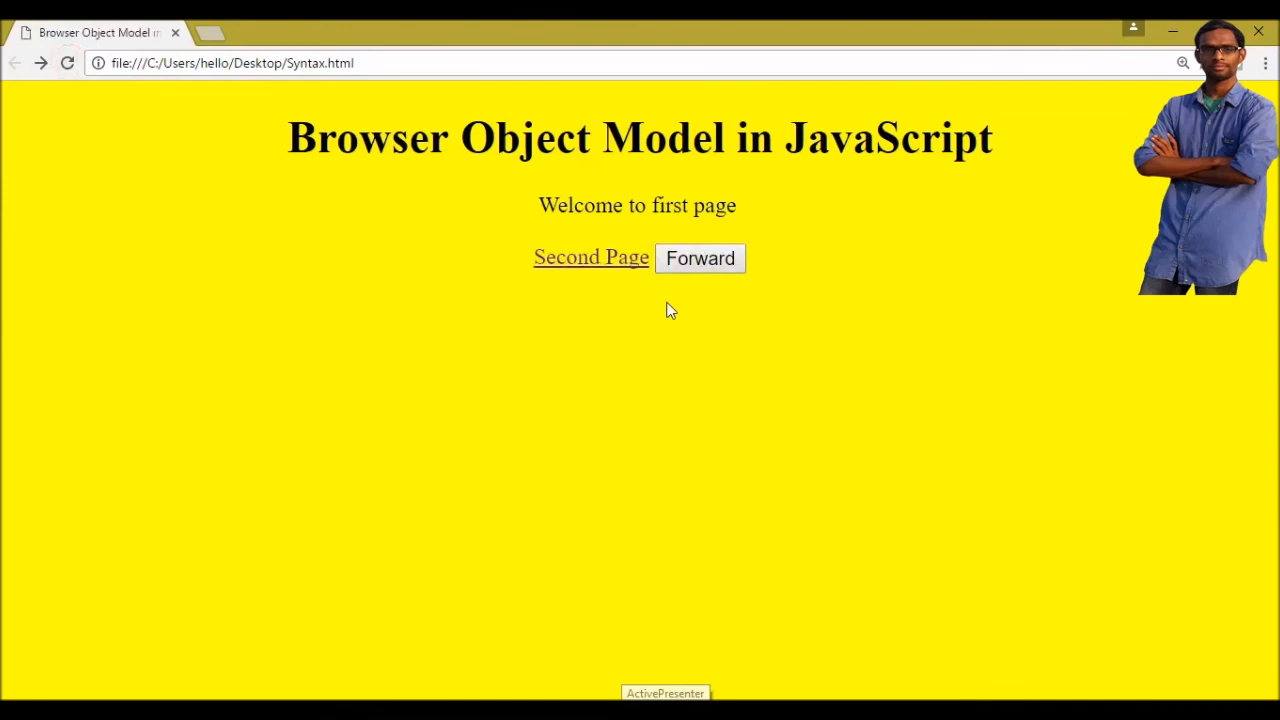 Browser Object Model in
file:///C:/Users/hello/Desktop/Syntax.html
Browser Object Model in JavaScript
Welcome to first page
Second Page Forward
ActivePresenter